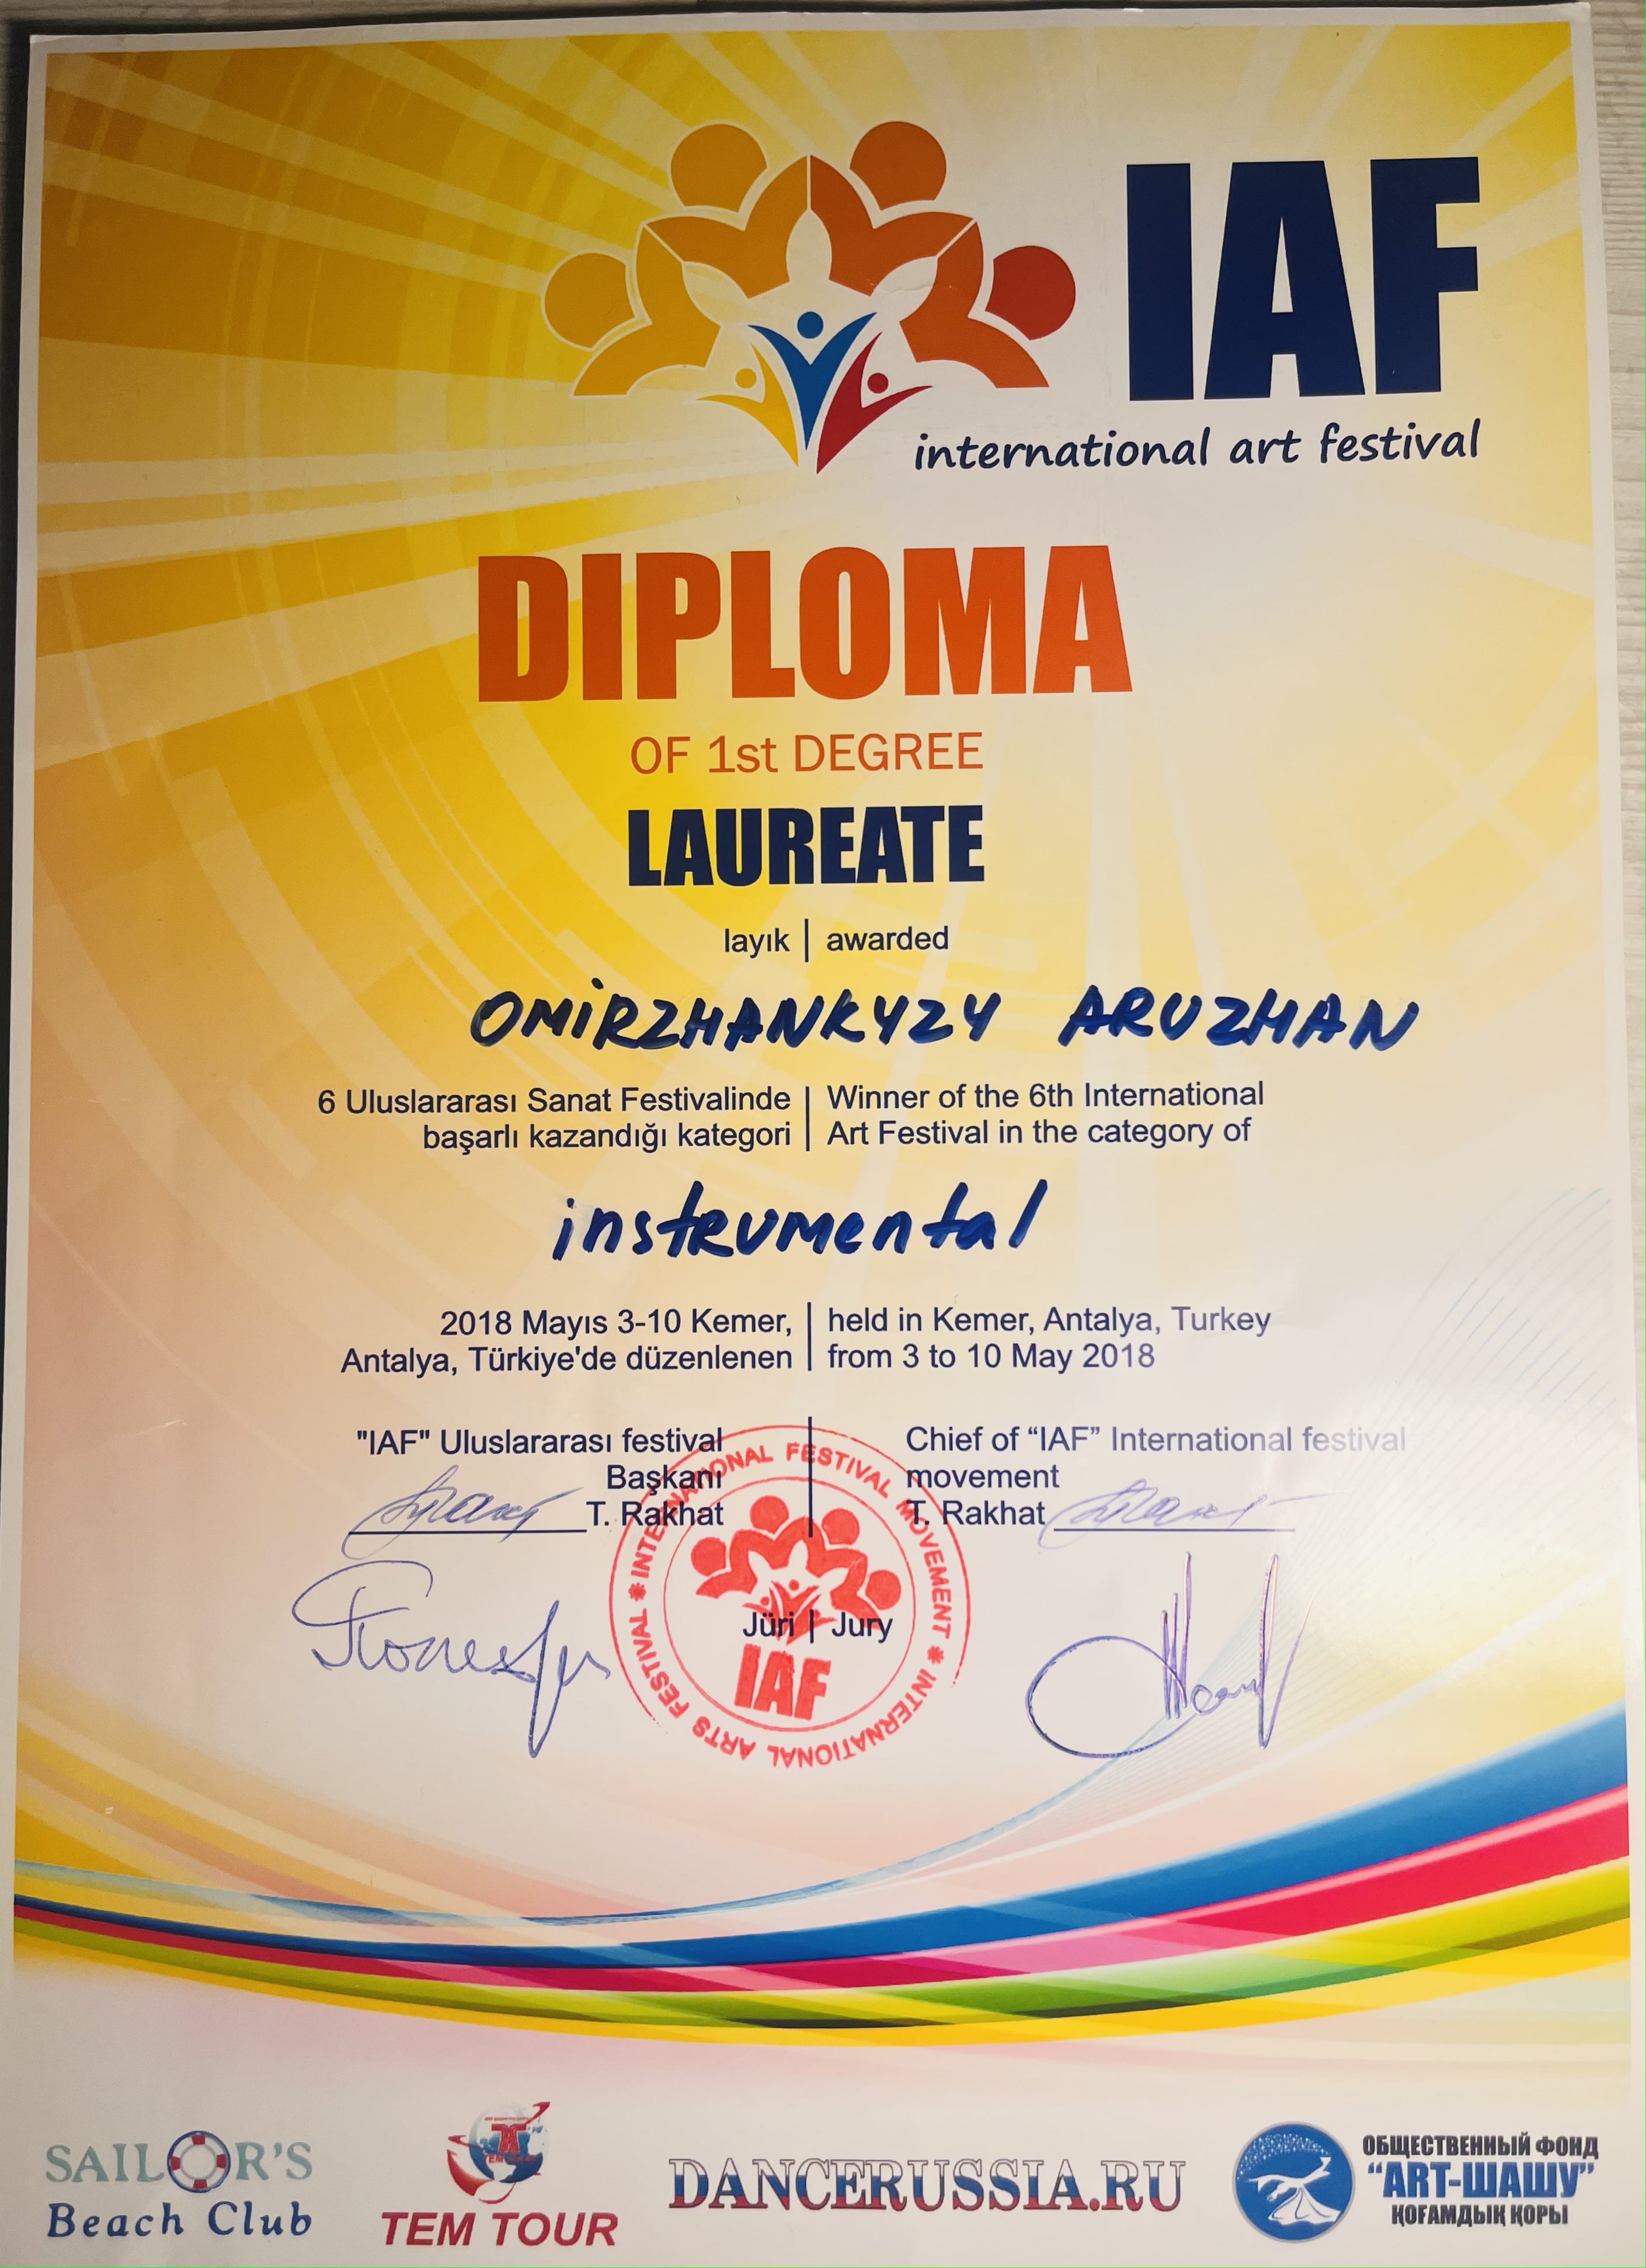 IAF
international art festival
DIPLOMA
OF 1st DEGREE
LAUREATE
layık | awarded
OMIRZHANKYZY ARUZHAN
6 Uluslararası Sanat Festivalinde | Winner of the 6th International
başarlı kazandığı kategori | Art Festival in the category of
instrumental
2018 Mayıs 3-10 Kemer, | held in Kemer, Antalya, Turkey
Antalya, Türkiye'de düzenlenen | from 3 to 10 May 2018
"IAF" Uluslararası festival | Chief of “IAF” International festival
Başkanı | movement
T. Rakhat | T. Rakhat
INTERNATIONAL FESTIVAL MOVEMENT * INTERNATIONAL ARTS FESTIVAL *
Jüri | Jury
IAF
SAILOR'S
Beach Club
TEM TOUR
DANCERUSSIA.RU
ОБЩЕСТВЕННЫЙ ФОНД
“ART-ШАШУ”
ҚОҒАМДЫҚ ҚОРЫ